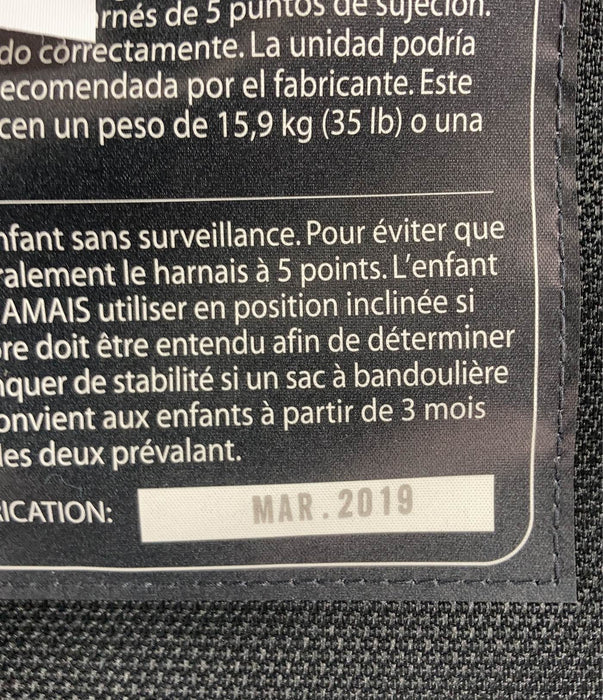 rnés de 5 puntos de sujeción.
do correctamente. La unidad podría
ecomendada por el fabricante. Este
cen un peso de 15,9 kg (35 lb) o una
nfant sans surveillance. Pour éviter que
ralement le harnais à 5 points. L'enfant
AMAIS utiliser en position inclinée si
re doit être entendu afin de déterminer
nquer de stabilité si un sac à bandoulière
onvient aux enfants à partir de 3 mois
les deux prévalant.
RICATION: MAR.2019